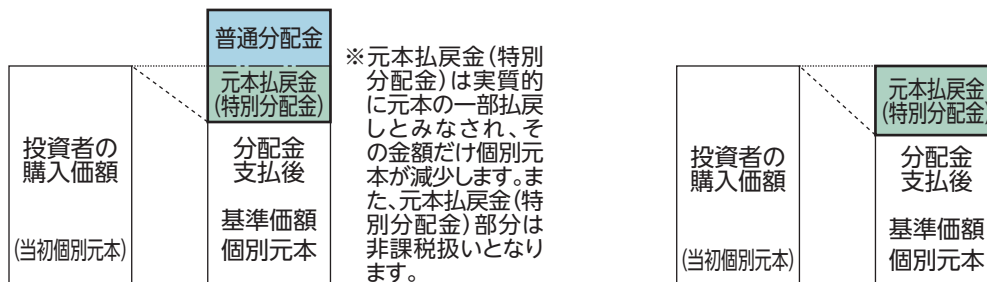 普通分配金
元本払戻金
(特別分配金)
投資者の
購入価額
(当初個別元本)
分配金
支払後
基準価額
個別元本
※元本払戻金(特別
分配金)は実質的
に元本の一部払戻
しとみなされ、そ
の金額だけ個別元
本が減少します。ま
た、元本払戻金(特
別分配金)部分は
非課税扱いとなり
ます。
元本払戻金
(特別分配金)
投資者の
購入価額
(当初個別元本)
分配金
支払後
基準価額
個別元本